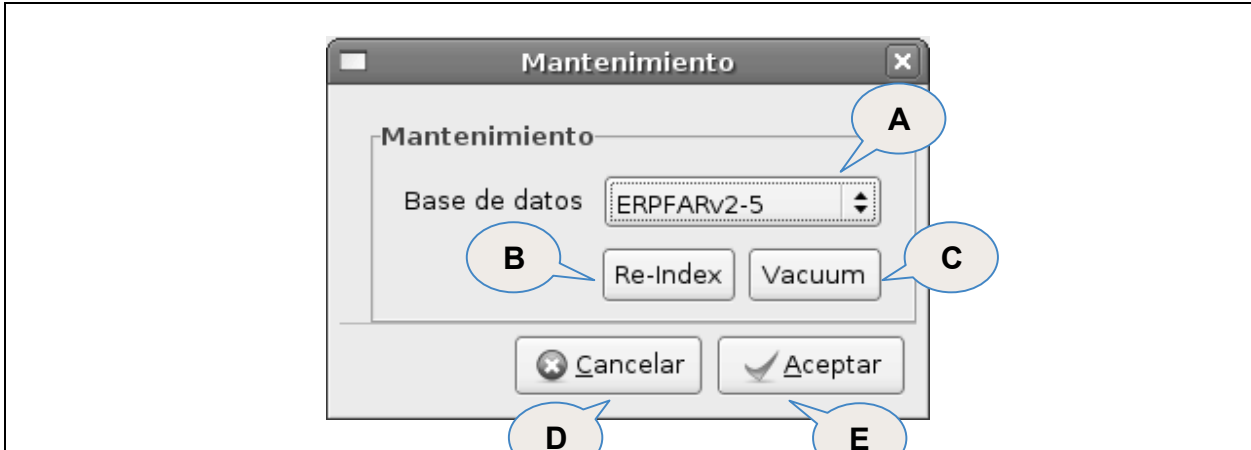 Mantenimiento
A
Mantenimiento
Base de datos ERPFARv2-5
B Re-Index Vacuum C
Cancelar Aceptar
D E